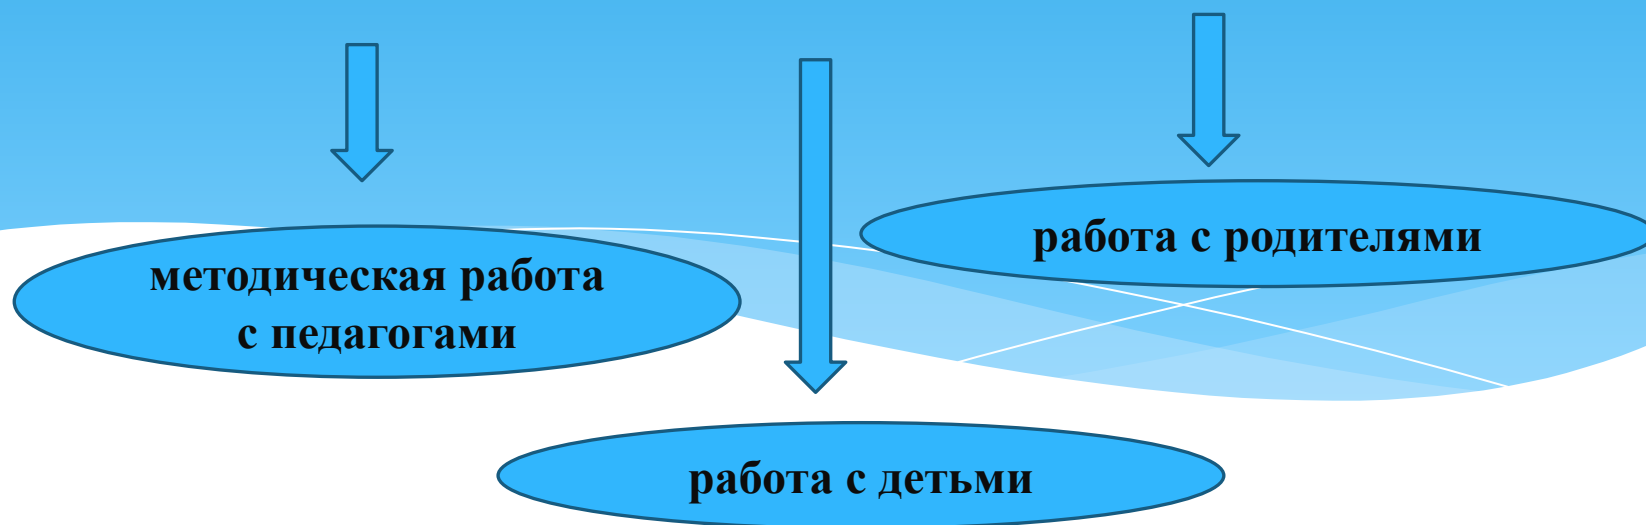 методическая работа
с педагогами
работа с родителями
работа с детьми